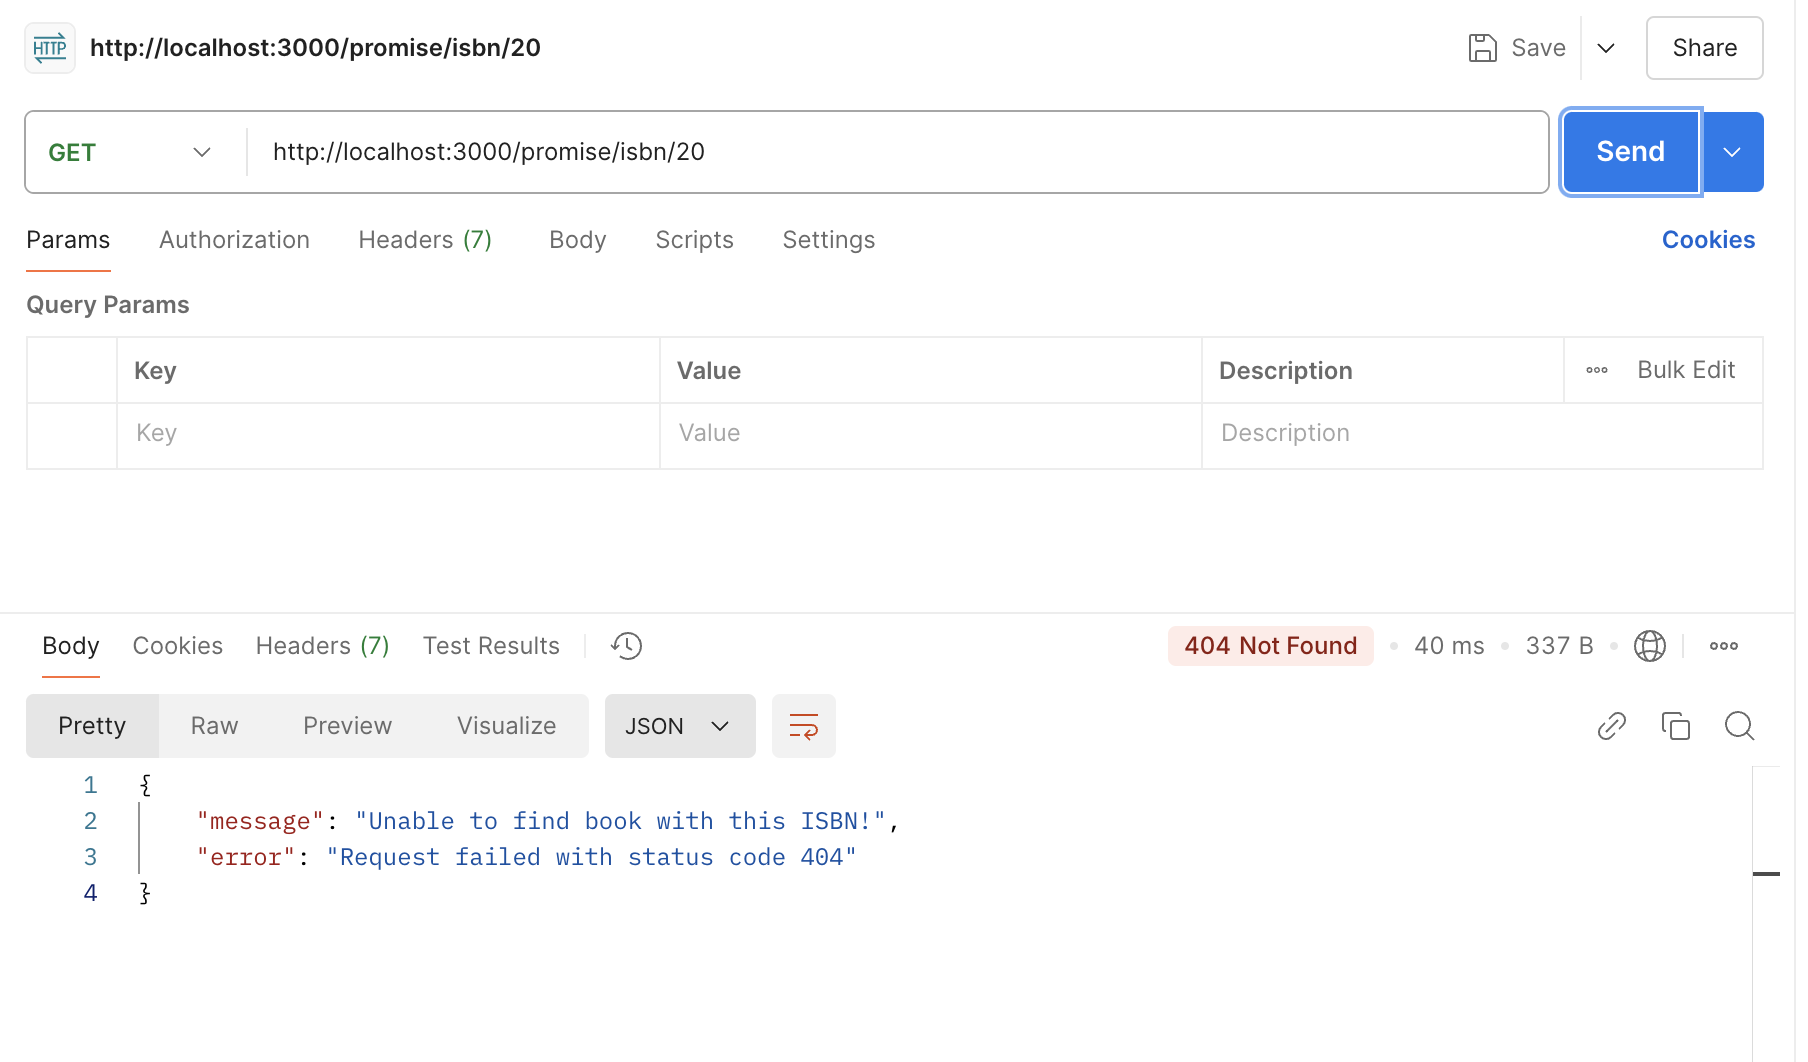 HTTP http://localhost:3000/promise/isbn/20 Save Share
GET http://localhost:3000/promise/isbn/20 Send
Params Authorization Headers (7) Body Scripts Settings Cookies
Query Params
Key Value Description ooo Bulk Edit
Key Value Description
Body Cookies Headers (7) Test Results 404 Not Found • 40 ms • 337 B • ooo
Pretty Raw Preview Visualize JSON
1 {
2 "message": "Unable to find book with this ISBN!",
3 "error": "Request failed with status code 404"
4 }